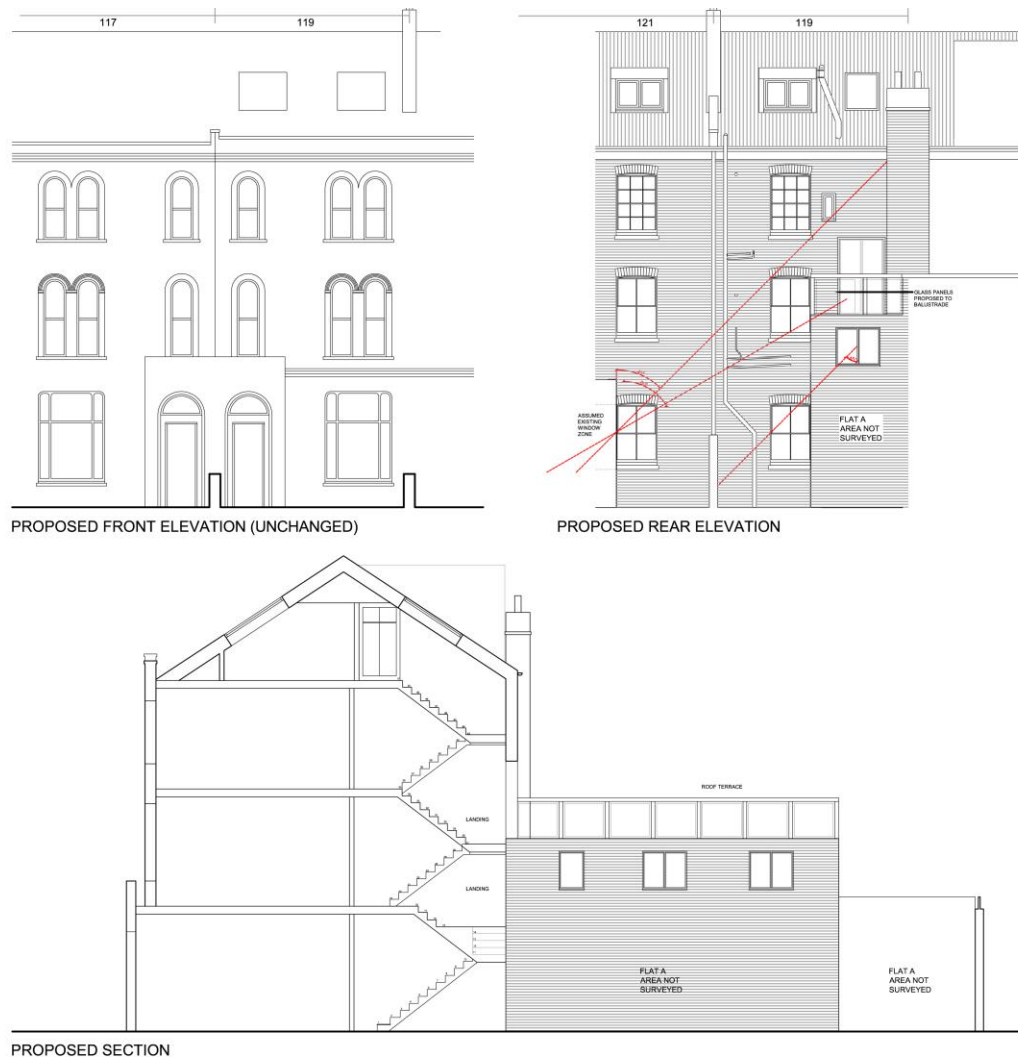 117
119
121
119
GLASS PANELS
PROPOSED TO
BALUSTRADE
ASSUMED
EXISTING
WINDOW
ZONE
FLAT A
AREA NOT
SURVEYED
PROPOSED FRONT ELEVATION (UNCHANGED)
PROPOSED REAR ELEVATION
ROOF TERRACE
LANDING
LANDING
FLAT A
AREA NOT
SURVEYED
FLAT A
AREA NOT
SURVEYED
PROPOSED SECTION